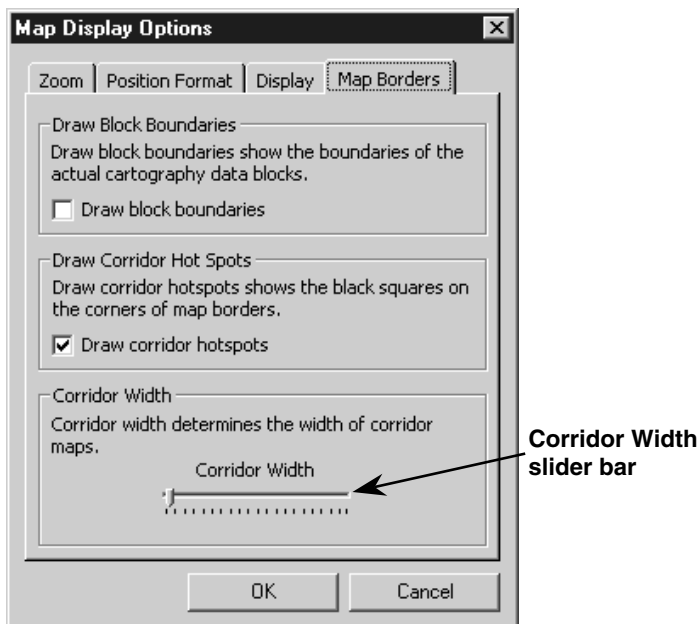 Map Display Options
Zoom
Position Format
Display
Map Borders
Draw Block Boundaries
Draw block boundaries show the boundaries of the
actual cartography data blocks.
Draw block boundaries
Draw Corridor Hot Spots
Draw corridor hotspots shows the black squares on
the corners of map borders.
Draw corridor hotspots
Corridor Width
Corridor width determines the width of corridor
maps.
Corridor Width
Corridor Width
slider bar
OK
Cancel